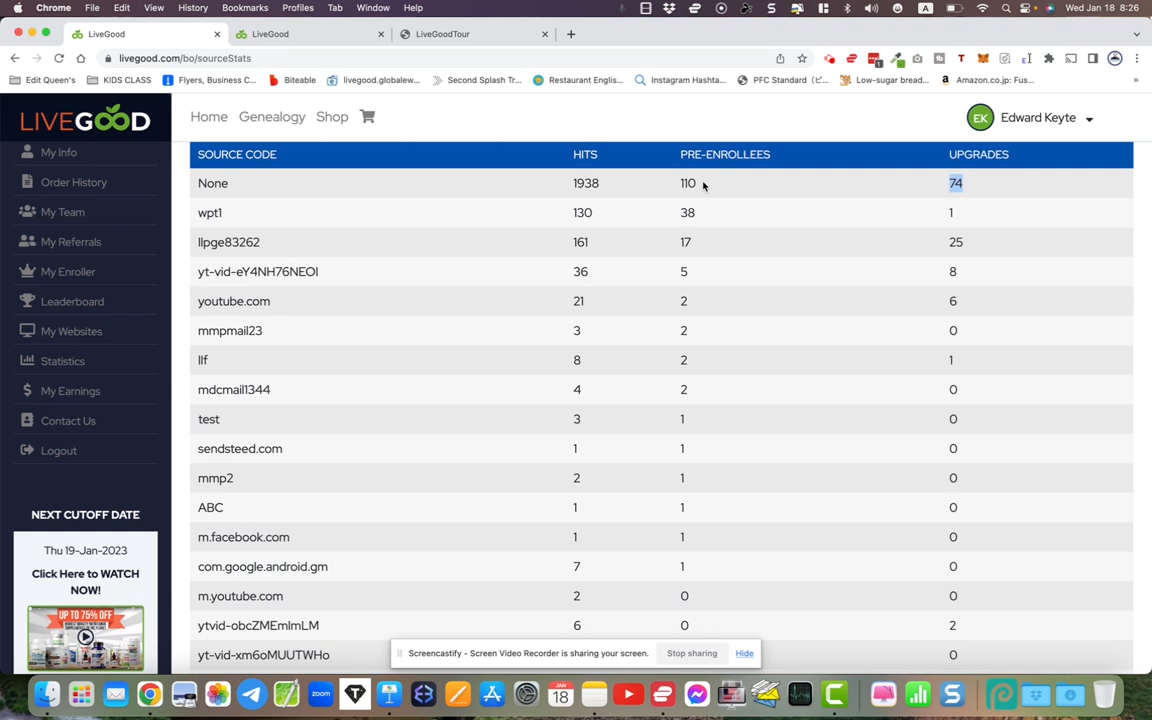 Chrome File Edit View History Bookmarks Profiles Tab Window Help Wed Jan 18 8:26
LiveGood LiveGood LiveGoodTour
livegood.com/bo/sourceStats
Edit Queen's KIDS CLASS Flyers, Business C... Biteable livegood.globalew... Second Splash Tr... Restaurant Englis... Instagram Hashta... PFC Standard (ピ... Low-sugar bread... Amazon.co.jp: Fus...
LIVEGOOD Home Genealogy Shop EK Edward Keyte
My Info
Order History
My Team
My Referrals
My Enroller
Leaderboard
My Websites
Statistics
My Earnings
Contact Us
Logout
NEXT CUTOFF DATE
Thu 19-Jan-2023
Click Here to WATCH
NOW!
UP TO 75% OFF
SOURCE CODE HITS PRE-ENROLLEES UPGRADES
None 1938 110 74
wpt1 130 38 1
llpge83262 161 17 25
yt-vid-eY4NH76NEOI 36 5 8
youtube.com 21 2 6
mmpmail23 3 2 0
llf 8 2 1
mdcmail1344 4 2 0
test 3 1 0
sendsteed.com 1 1 0
mmp2 2 1 0
ABC 1 1 0
m.facebook.com 1 1 0
com.google.android.gm 7 1 0
m.youtube.com 2 0 0
ytvid-obcZMEmlmLM 6 0 2
yt-vid-xm6oMUUTWHo 0
Screencastify - Screen Video Recorder is sharing your screen. Stop sharing Hide
zoom JAN 18